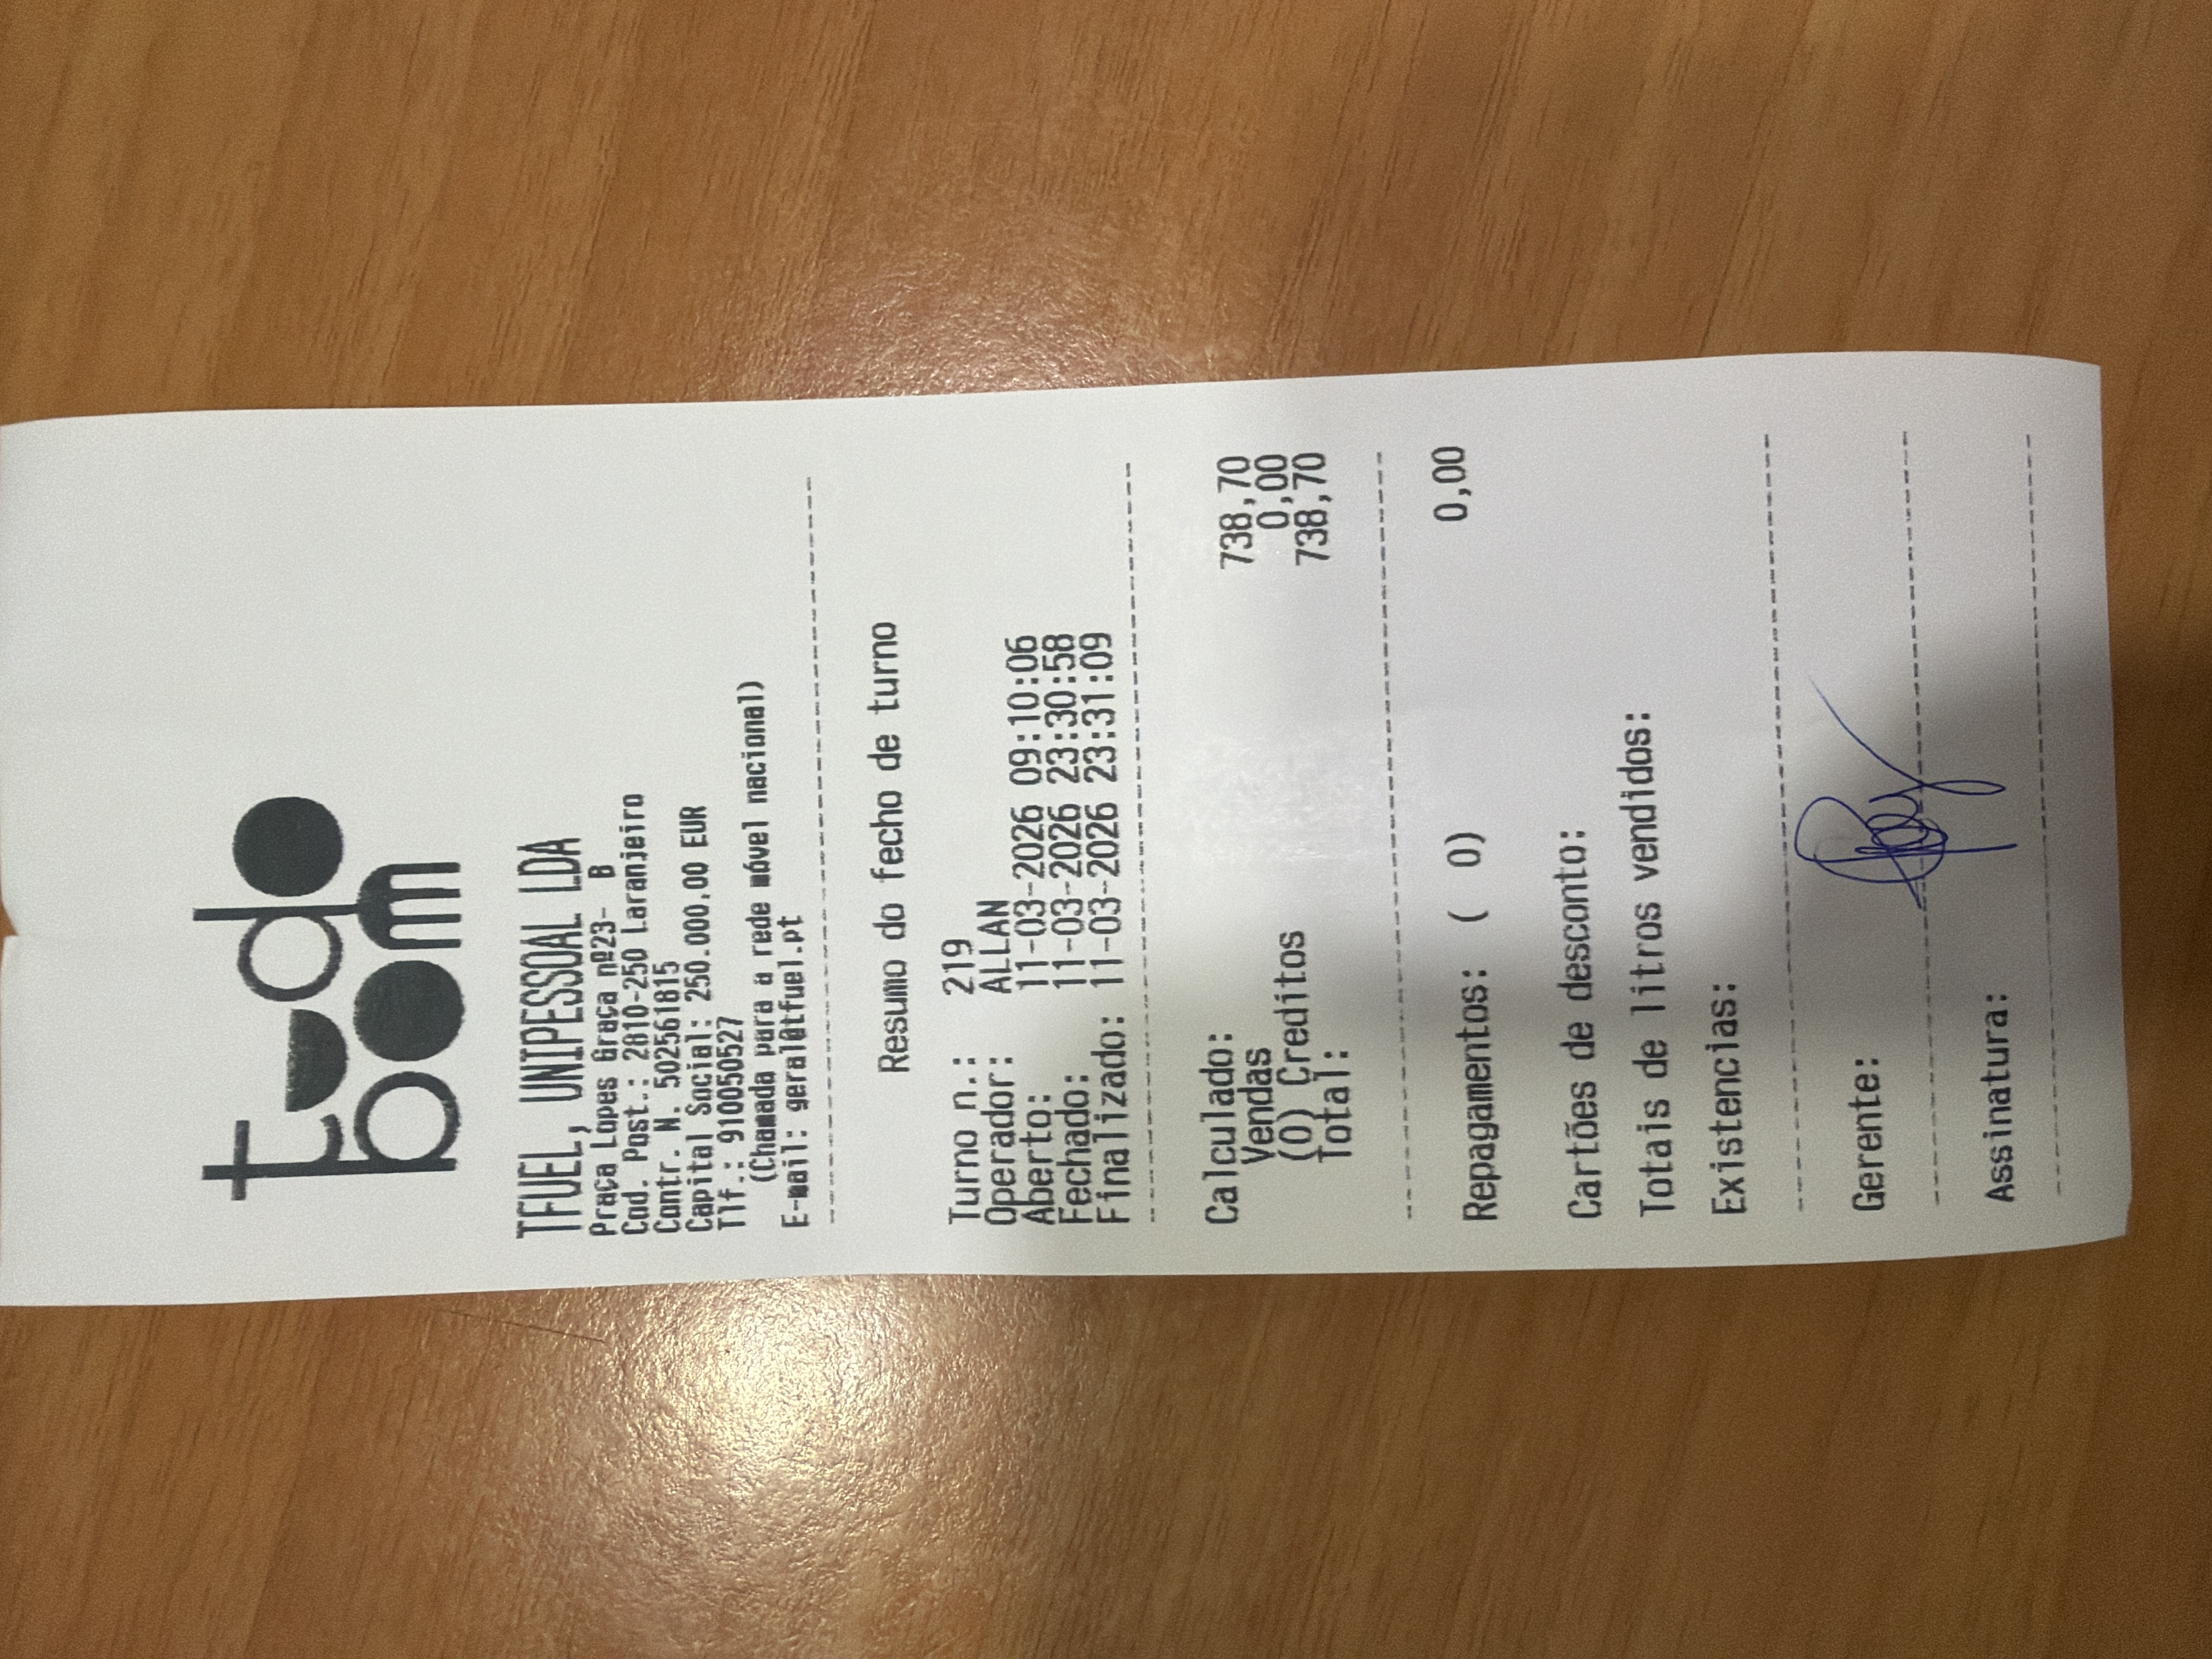 tudo
bom
TFUEL, UNIPESSOAL LDA
Praça Lopes Graça nº23- B
Cod. Post.: 2810-250 Laranjeiro
Contr. N. 502561815
Capital Social: 250.000,00 EUR
Tlf.: 910050527
(Chamada para a rede móvel nacional)
E-mail: geral@tfuel.pt
Resumo do fecho de turno
Turno n.: 219
Operador: ALLAN
Aberto: 11-03-2026 09:10:06
Fechado: 11-03-2026 23:30:58
Finalizado: 11-03-2026 23:31:09
Calculado:
Vendas 738,70
(0) Creditos 0,00
Total: 738,70
Repagamentos: ( 0) 0,00
Cartões de desconto:
Totais de litros vendidos:
Existencias:
Gerente:
Assinatura: